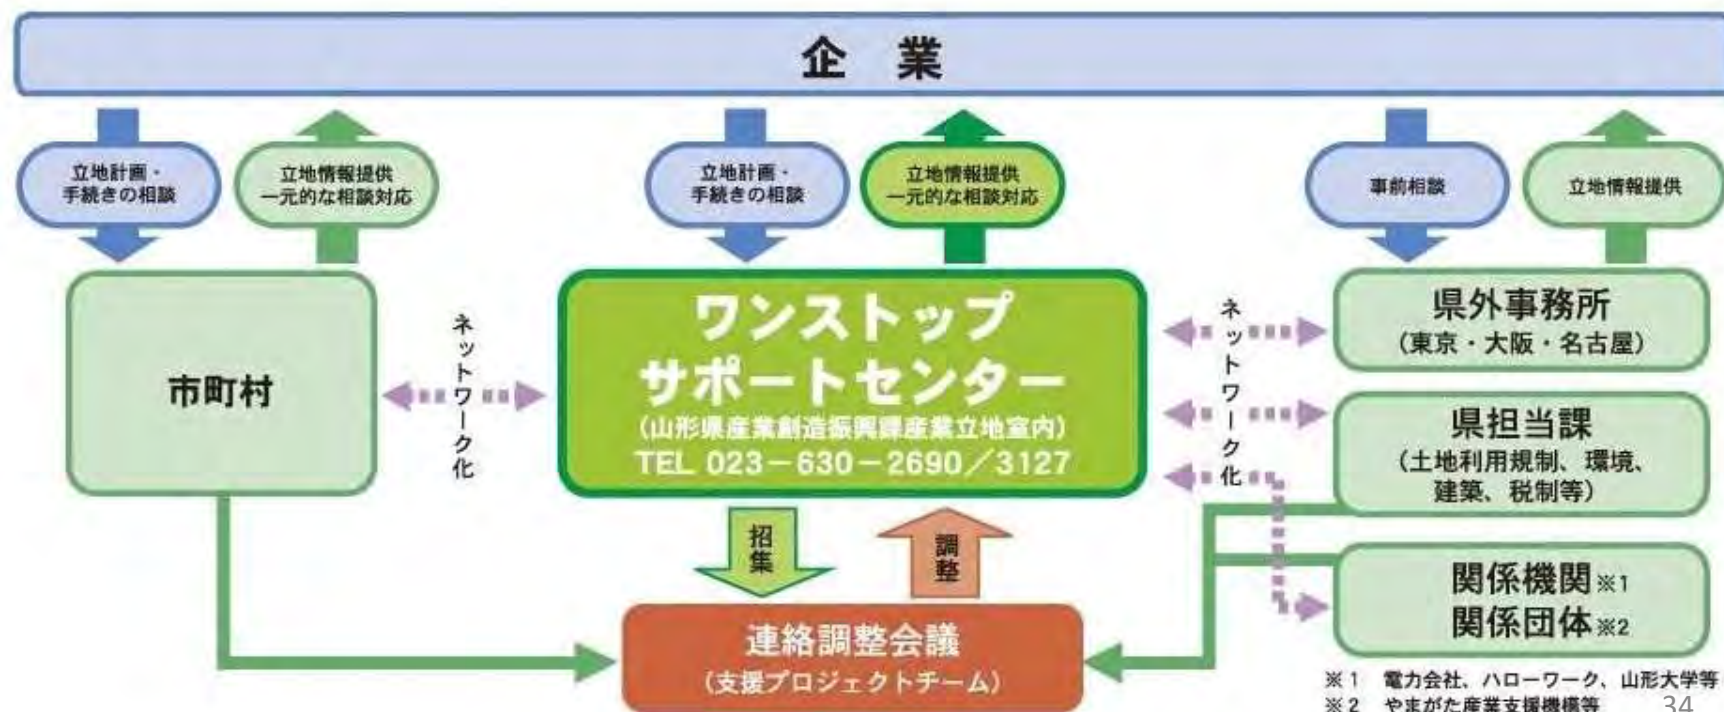 企　業
立地計画・
手続きの相談
立地情報提供
一元的な相談対応
立地計画・
手続きの相談
立地情報提供
一元的な相談対応
事前相談
立地情報提供
市町村
ネットワーク化
ワンストップ
サポートセンター
(山形県産業創造振興課産業立地室内)
TEL 023－630－2690／3127
ネットワーク化
県外事務所
(東京・大阪・名古屋)
県担当課
(土地利用規制、環境、
建築、税制等)
関係機関※1
関係団体※2
招集
調整
連絡調整会議
(支援プロジェクトチーム)
※1　電力会社、ハローワーク、山形大学等
※2　やまがた産業支援機構等
34